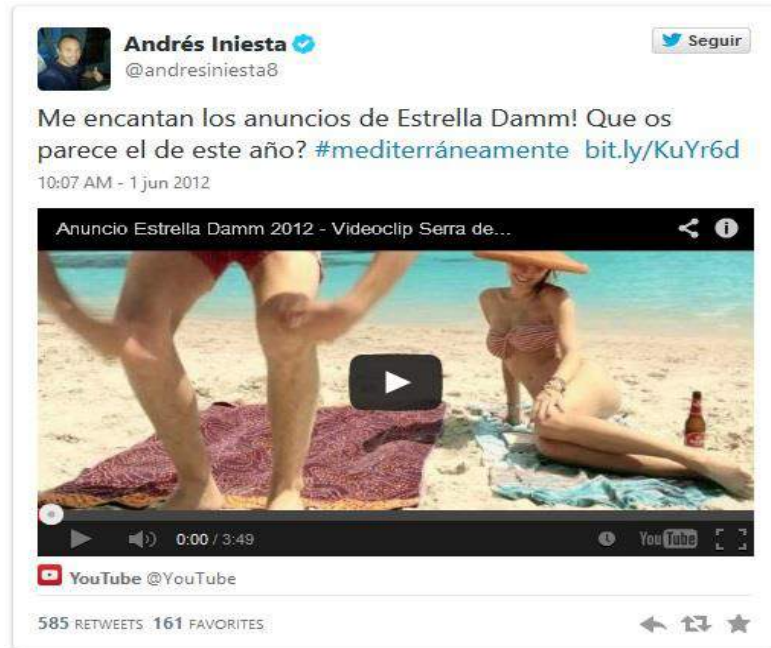 Andrés Iniesta
Seguir
@andresiniesta8
Me encantan los anuncios de Estrella Damm! Que os
parece el de este año? #mediterráneamente bit.ly/KuYr6d
10:07 AM - 1 jun 2012
Anuncio Estrella Damm 2012 - Videoclip Serra de...
0:00 / 3:49
YouTube
YouTube @YouTube
585 RETWEETS 161 FAVORITES